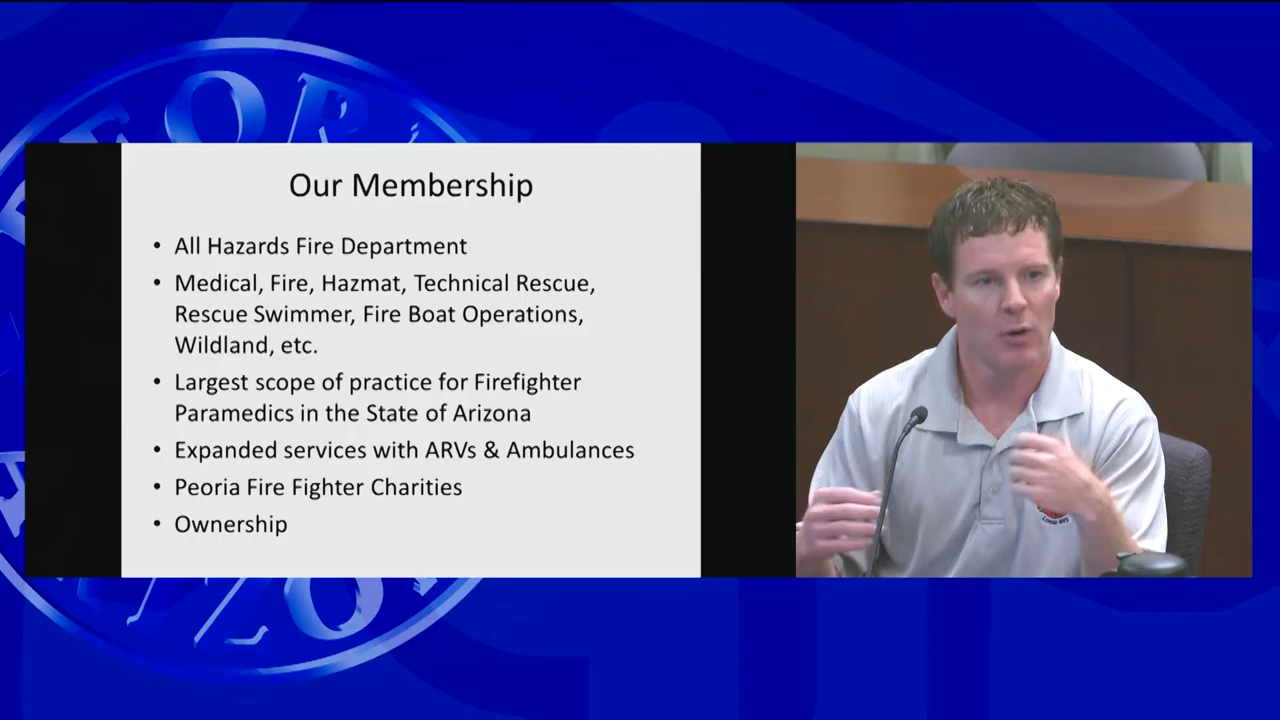 Our Membership
• All Hazards Fire Department
• Medical, Fire, Hazmat, Technical Rescue,
Rescue Swimmer, Fire Boat Operations,
Wildland, etc.
• Largest scope of practice for Firefighter
Paramedics in the State of Arizona
• Expanded services with ARVs & Ambulances
• Peoria Fire Fighter Charities
• Ownership